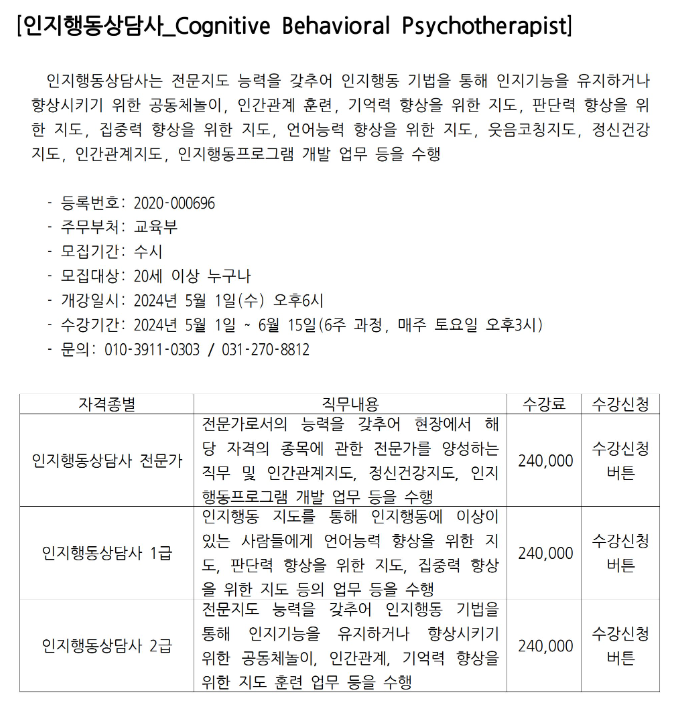 [인지행동상담사_Cognitive Behavioral Psychotherapist]
인지행동상담사는 전문지도 능력을 갖추어 인지행동 기법을 통해 인지기능을 유지하거나
향상시키기 위한 공동체놀이, 인간관계 훈련, 기억력 향상을 위한 지도, 판단력 향상을 위
한 지도, 집중력 향상을 위한 지도, 언어능력 향상을 위한 지도, 웃음코칭지도, 정신건강
지도, 인간관계지도, 인지행동프로그램 개발 업무 등을 수행
- 등록번호: 2020-000696
- 주무부처: 교육부
- 모집기간: 수시
- 모집대상: 20세 이상 누구나
- 개강일시: 2024년 5월 1일(수) 오후6시
- 수강기간: 2024년 5월 1일 ~ 6월 15일(6주 과정, 매주 토요일 오후3시)
- 문의: 010-3911-0303 / 031-270-8812
자격종별 직무내용 수강료 수강신청
인지행동상담사 전문가
전문가로서의 능력을 갖추어 현장에서 해
당 자격의 종목에 관한 전문가를 양성하는
직무 및 인간관계지도, 정신건강지도, 인지
행동프로그램 개발 업무 등을 수행
240,000
수강신청
버튼
인지행동상담사 1급
인지행동 지도를 통해 인지행동에 이상이
있는 사람들에게 언어능력 향상을 위한 지
도, 판단력 향상을 위한 지도, 집중력 향상
을 위한 지도 등의 업무 등을 수행
240,000
수강신청
버튼
인지행동상담사 2급
전문지도 능력을 갖추어 인지행동 기법을
통해 인지기능을 유지하거나 향상시키기
위한 공동체놀이, 인간관계, 기억력 향상을
위한 지도 훈련 업무 등을 수행
240,000
수강신청
버튼